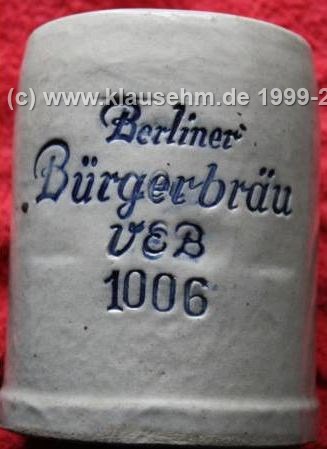 (c) www.klausehm.de 1999-2
Berliner
Bürgerbräu
VEB
1006